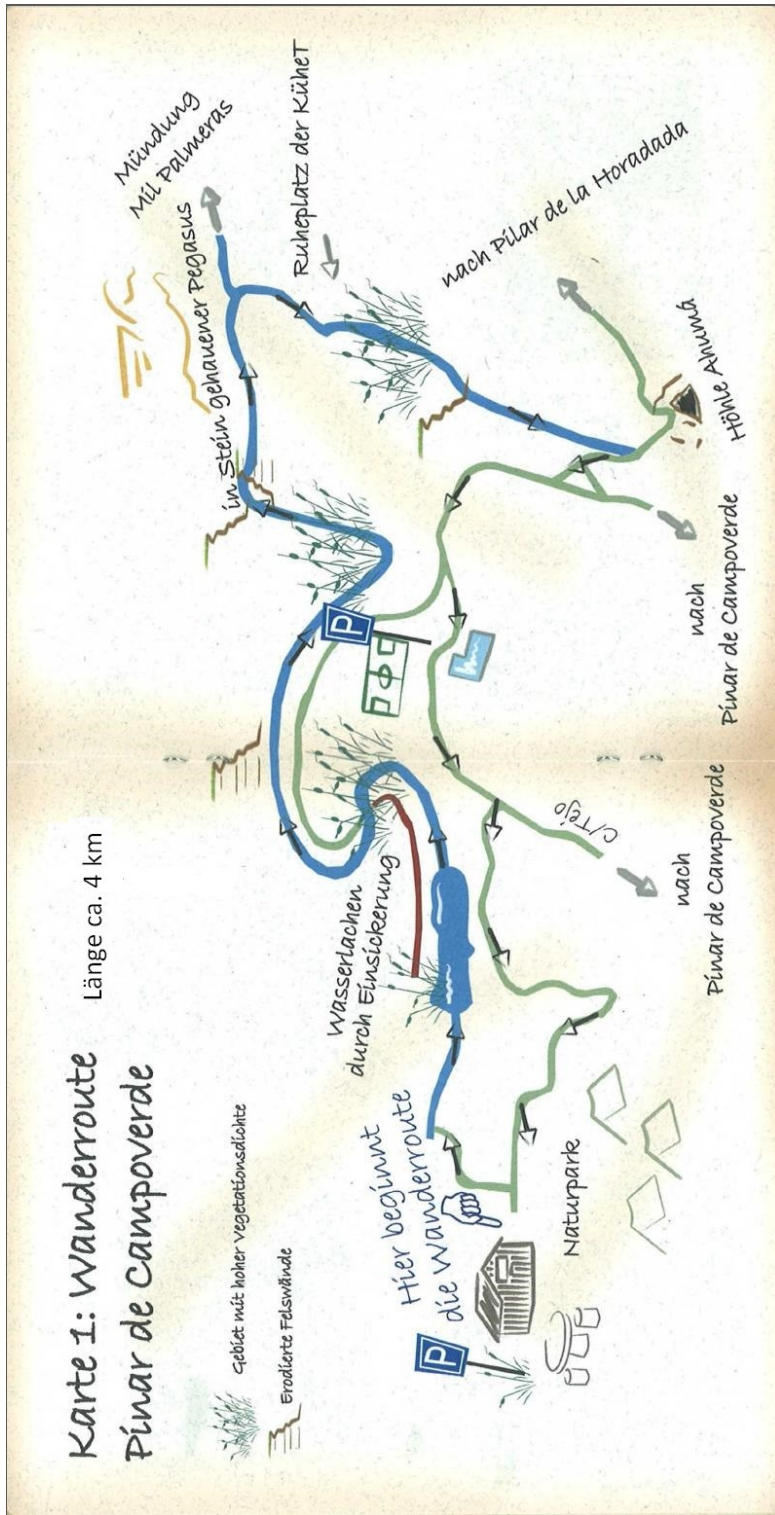 Karte 1: Wanderroute
Pinar de Campoverde
Länge ca. 4 km
Gebiet mit hoher Vegetationsdichte
Erodierte Felswände
Wasserlachen
durch Einsickerung
Hier beginnt
die Wanderroute
P
Naturpark
nach
Pinar de Campoverde
C/Tejo
P
in Stein gehauener Pegasus
Mündung
Mil Palmeras
Ruheplatz der KüheT
nach Pilar de la Horadada
Höhle Ahumá
nach
Pinar de Campoverde